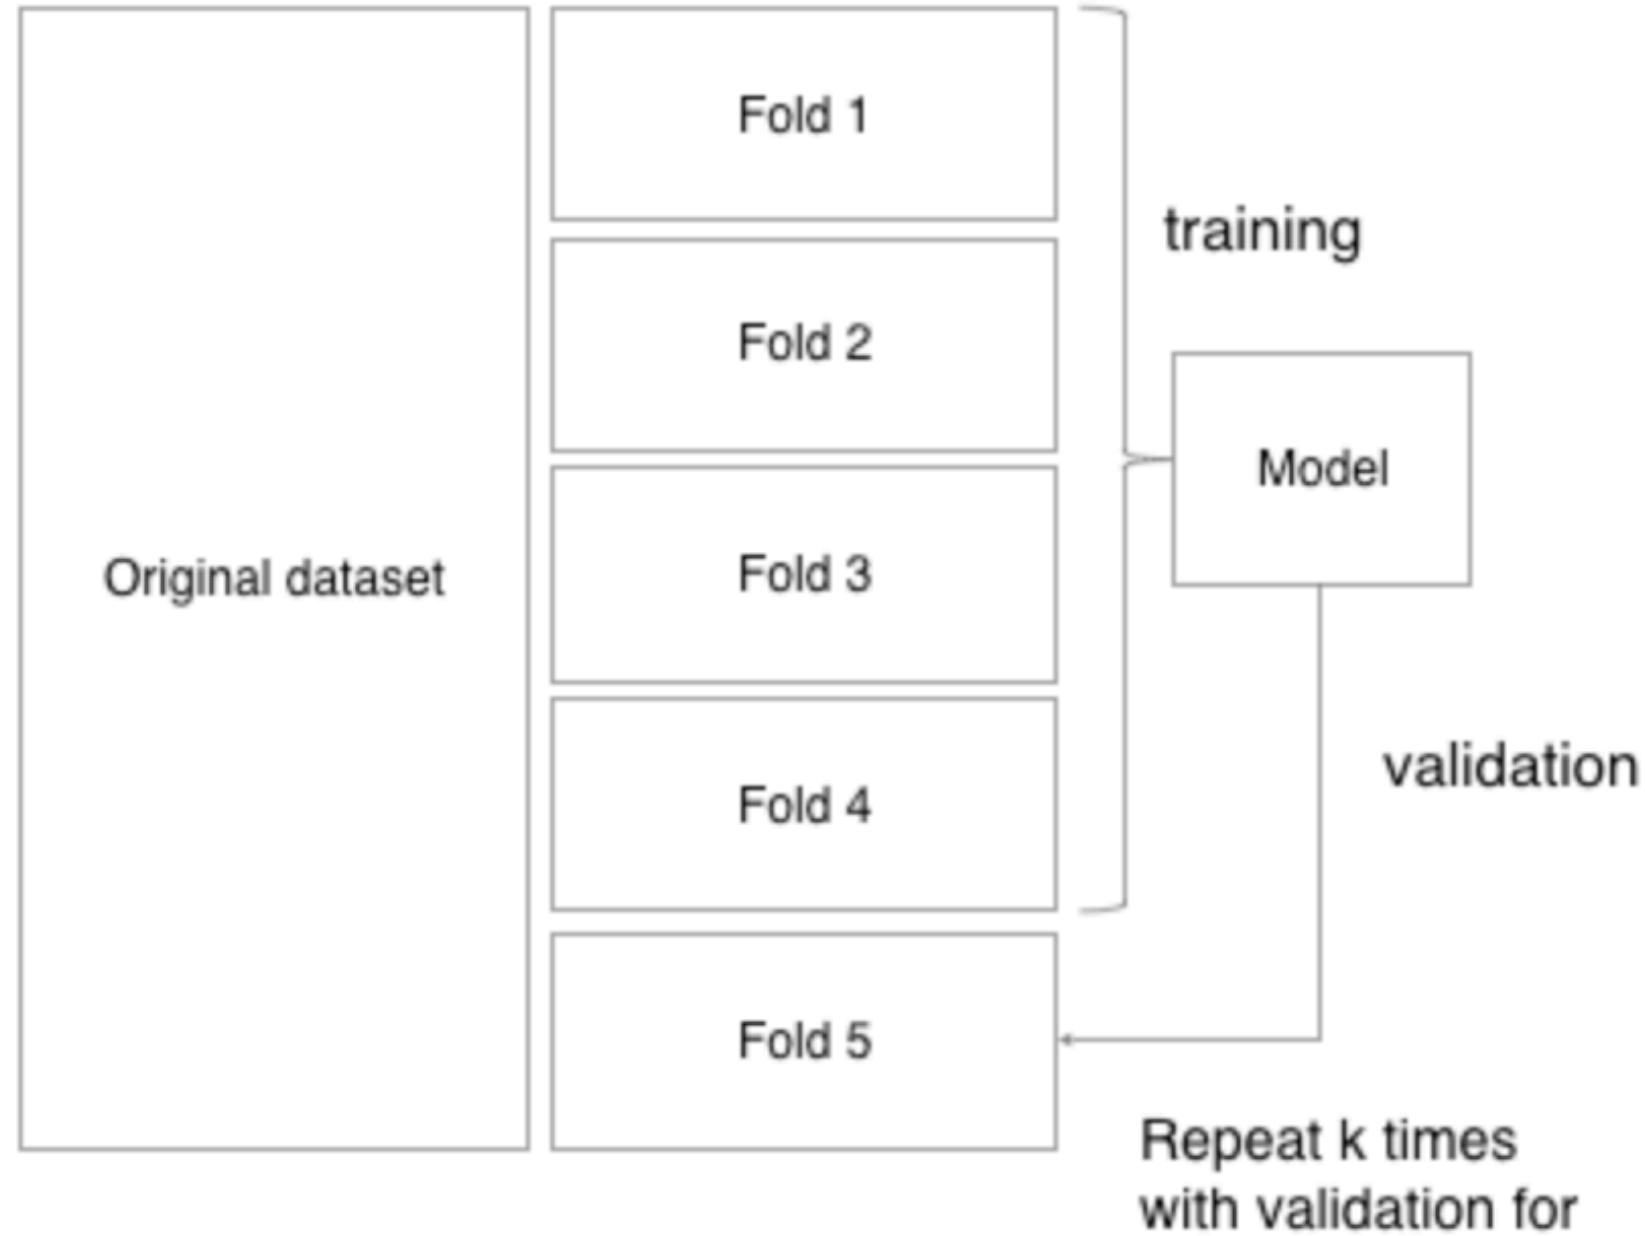 Original dataset
Fold 1
Fold 2
Fold 3
Fold 4
Fold 5
training
Model
validation
Repeat k times
with validation for